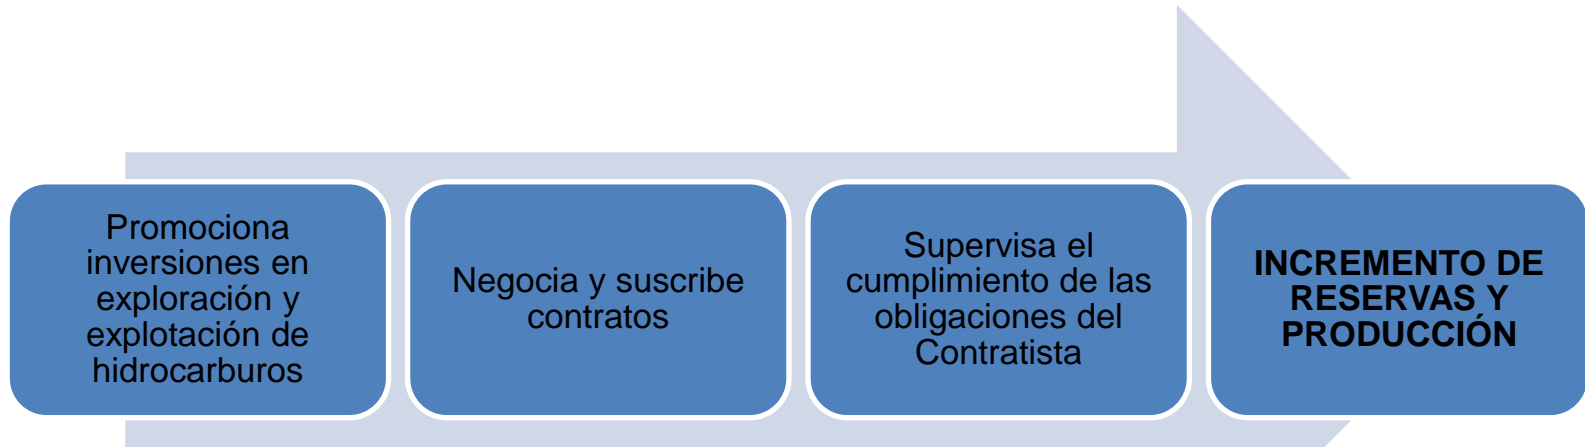 Promociona
inversiones en
exploración y
explotación de
hidrocarburos
Negocia y suscribe
contratos
Supervisa el
cumplimiento de las
obligaciones del
Contratista
INCREMENTO DE
RESERVAS Y
PRODUCCIÓN